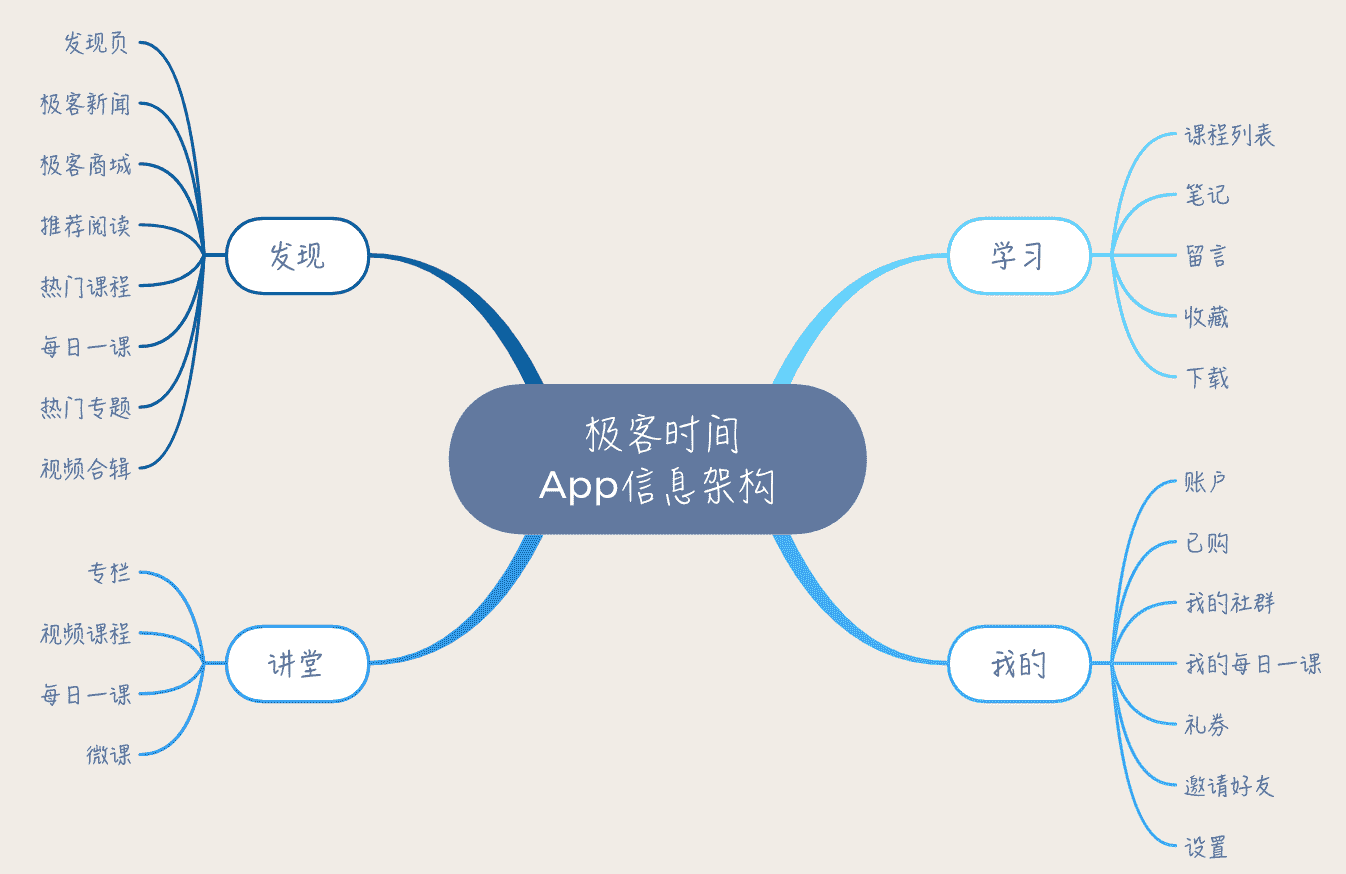 极客时间
App信息架构
发现
发现页
极客新闻
极客商城
推荐阅读
热门课程
每日一课
热门专题
视频合辑
讲堂
专栏
视频课程
每日一课
微课
学习
课程列表
笔记
留言
收藏
下载
我的
账户
已购
我的社群
我的每日一课
礼券
邀请好友
设置